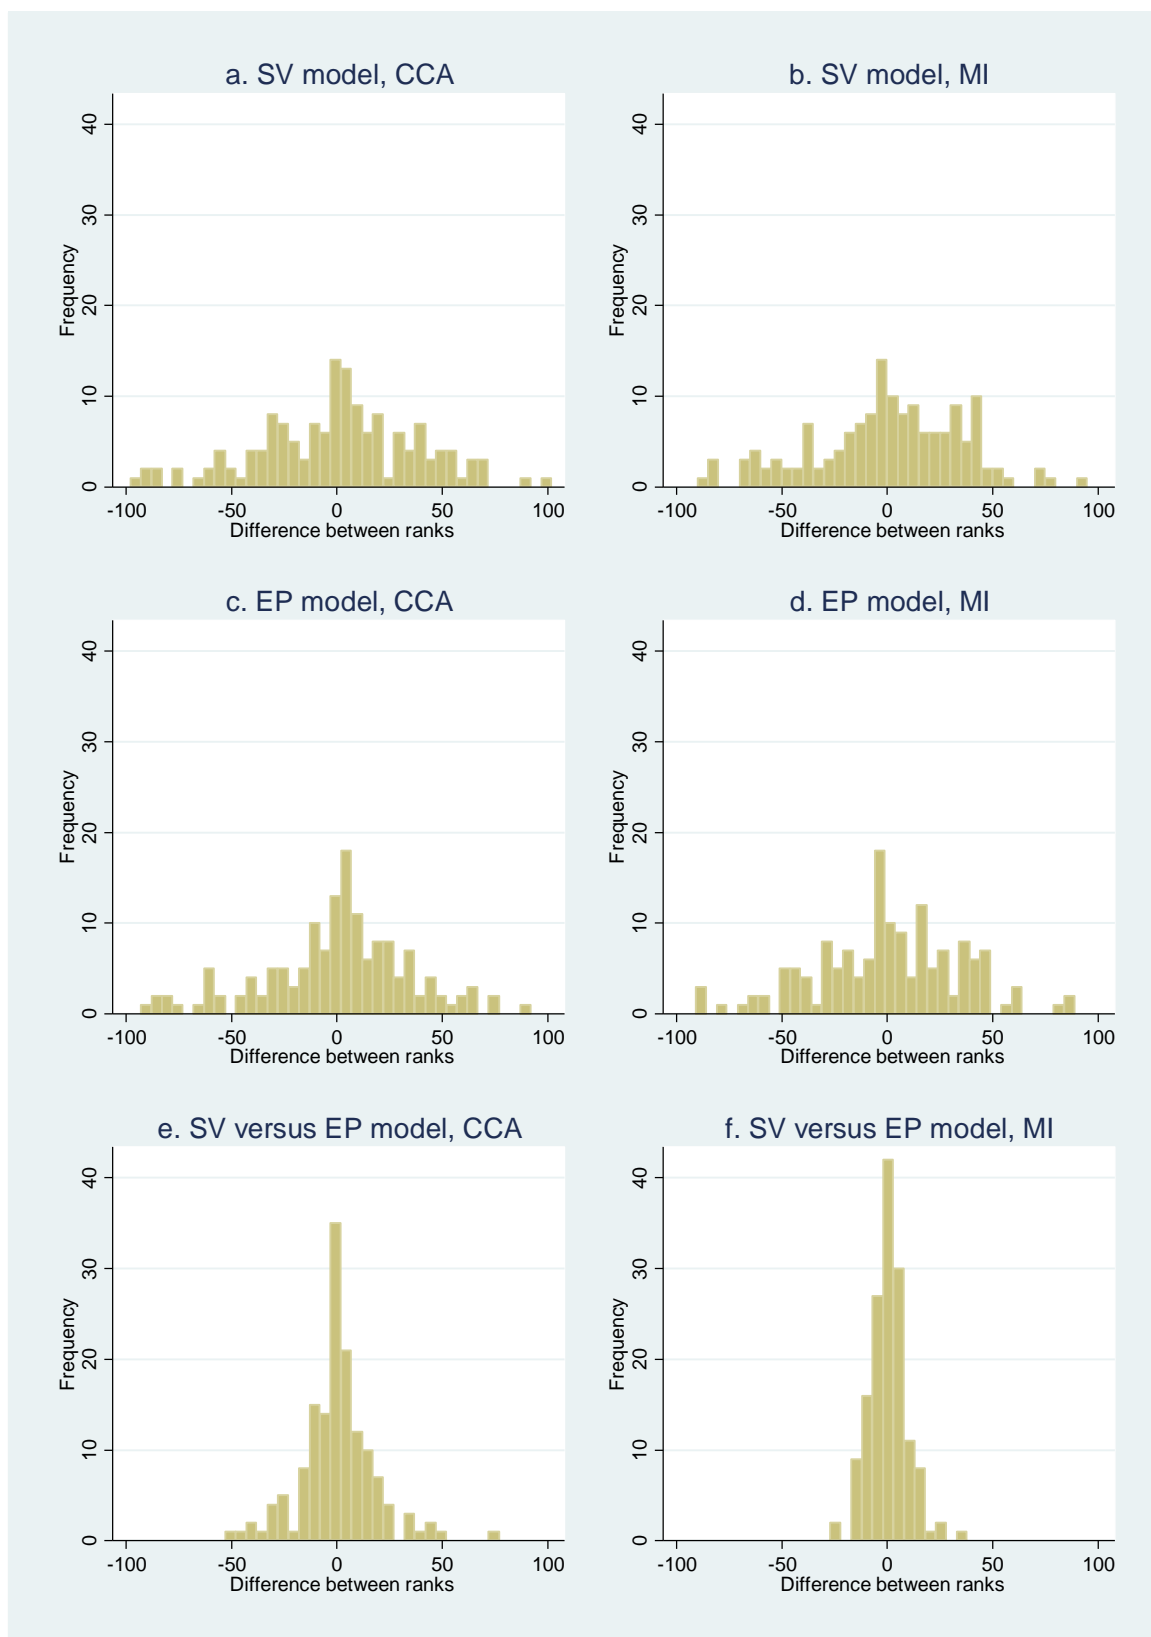 a. SV model, CCA
40
30
20
10
0
Frequency
-100 -50 0 50 100
Difference between ranks
b. SV model, MI
40
30
20
10
0
Frequency
-100 -50 0 50 100
Difference between ranks
c. EP model, CCA
40
30
20
10
0
Frequency
-100 -50 0 50 100
Difference between ranks
d. EP model, MI
40
30
20
10
0
Frequency
-100 -50 0 50 100
Difference between ranks
e. SV versus EP model, CCA
40
30
20
10
0
Frequency
-100 -50 0 50 100
Difference between ranks
f. SV versus EP model, MI
40
30
20
10
0
Frequency
-100 -50 0 50 100
Difference between ranks